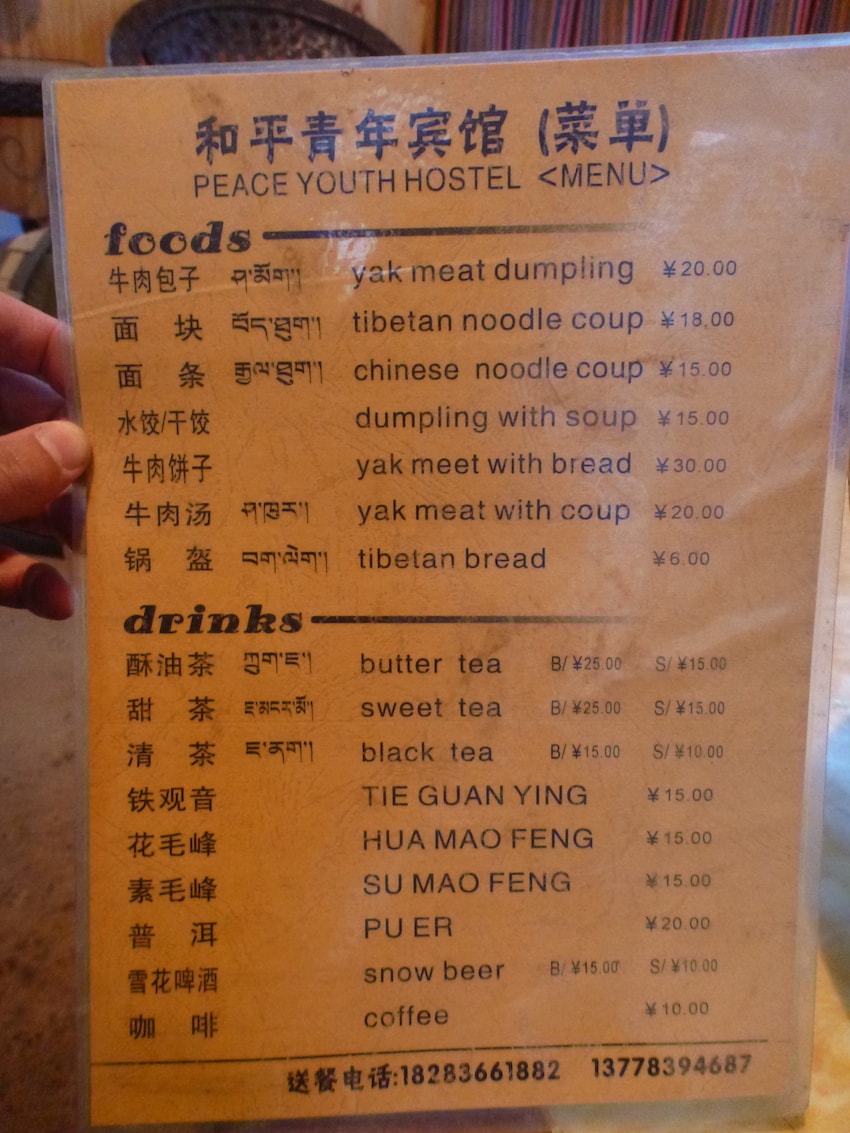 和平青年宾馆 (菜单)
PEACE YOUTH HOSTEL <MENU>
foods
牛肉包子 ཤ་མོག། yak meat dumpling ¥20.00
面 块 བོད་ཐུག། tibetan noodle coup ¥18.00
面 条 རྒྱལ་ཐུག། chinese noodle coup ¥15.00
水饺/干饺 dumpling with soup ¥15.00
牛肉饼子 yak meet with bread ¥30.00
牛肉汤 ཤ་ཁུར། yak meat with coup ¥20.00
锅 盔 བག་ལེག། tibetan bread ¥6.00
drinks
酥油茶 ཀྲུག་ཇ། butter tea B/¥25.00 S/¥15.00
甜 茶 ཇ་མངར་མོ། sweet tea B/¥25.00 S/¥15.00
清 茶 ཇ་ནག། black tea B/¥15.00 S/¥10.00
铁观音 TIE GUAN YING ¥15.00
花毛峰 HUA MAO FENG ¥15.00
素毛峰 SU MAO FENG ¥15.00
普 洱 PU ER ¥20.00
雪花啤酒 snow beer B/¥15.00 S/¥10.00
咖 啡 coffee ¥10.00
送餐电话:18283661882 13778394687